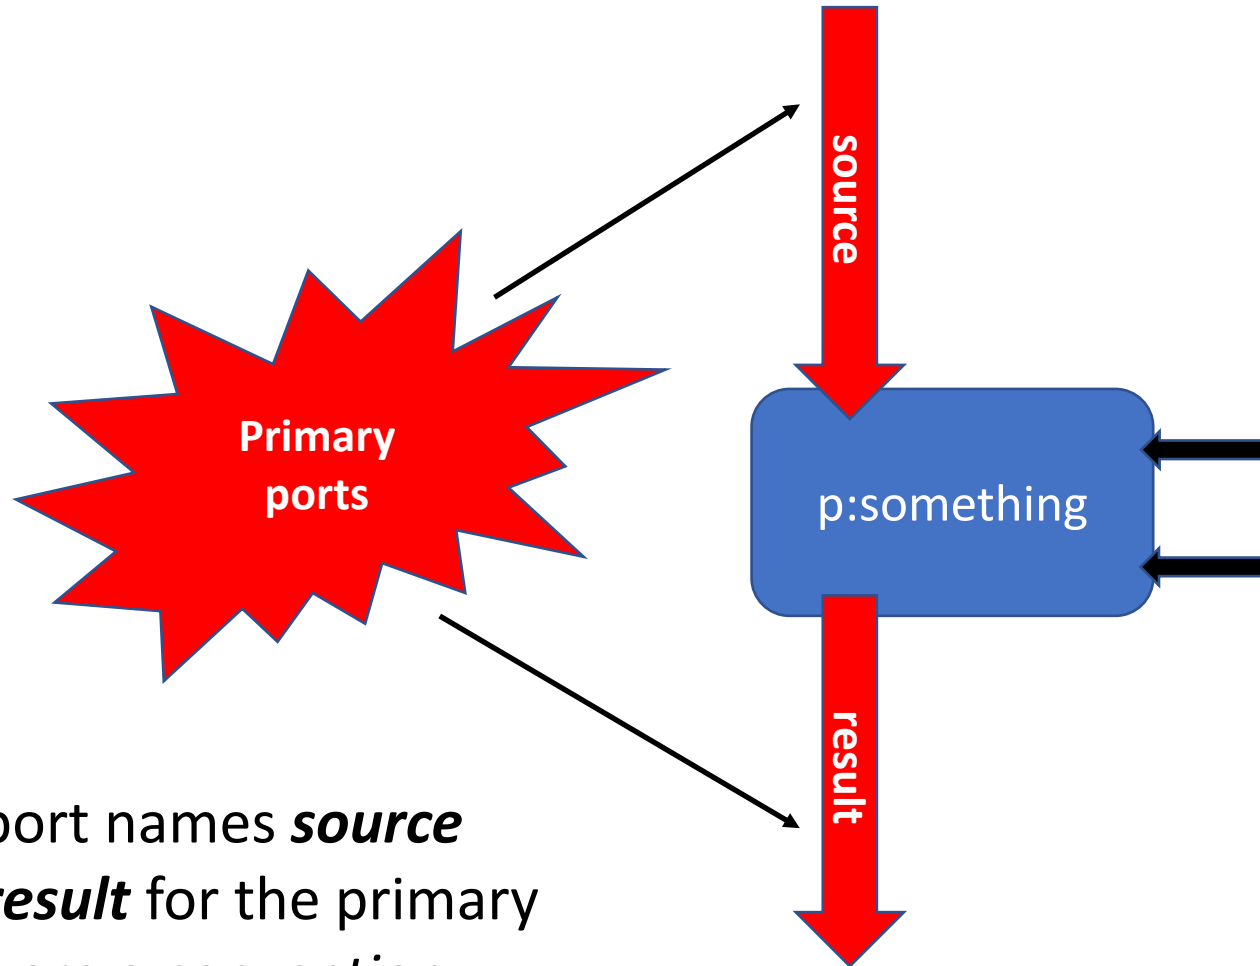 source
Primary
ports
p:something
result
port names source
result for the primary